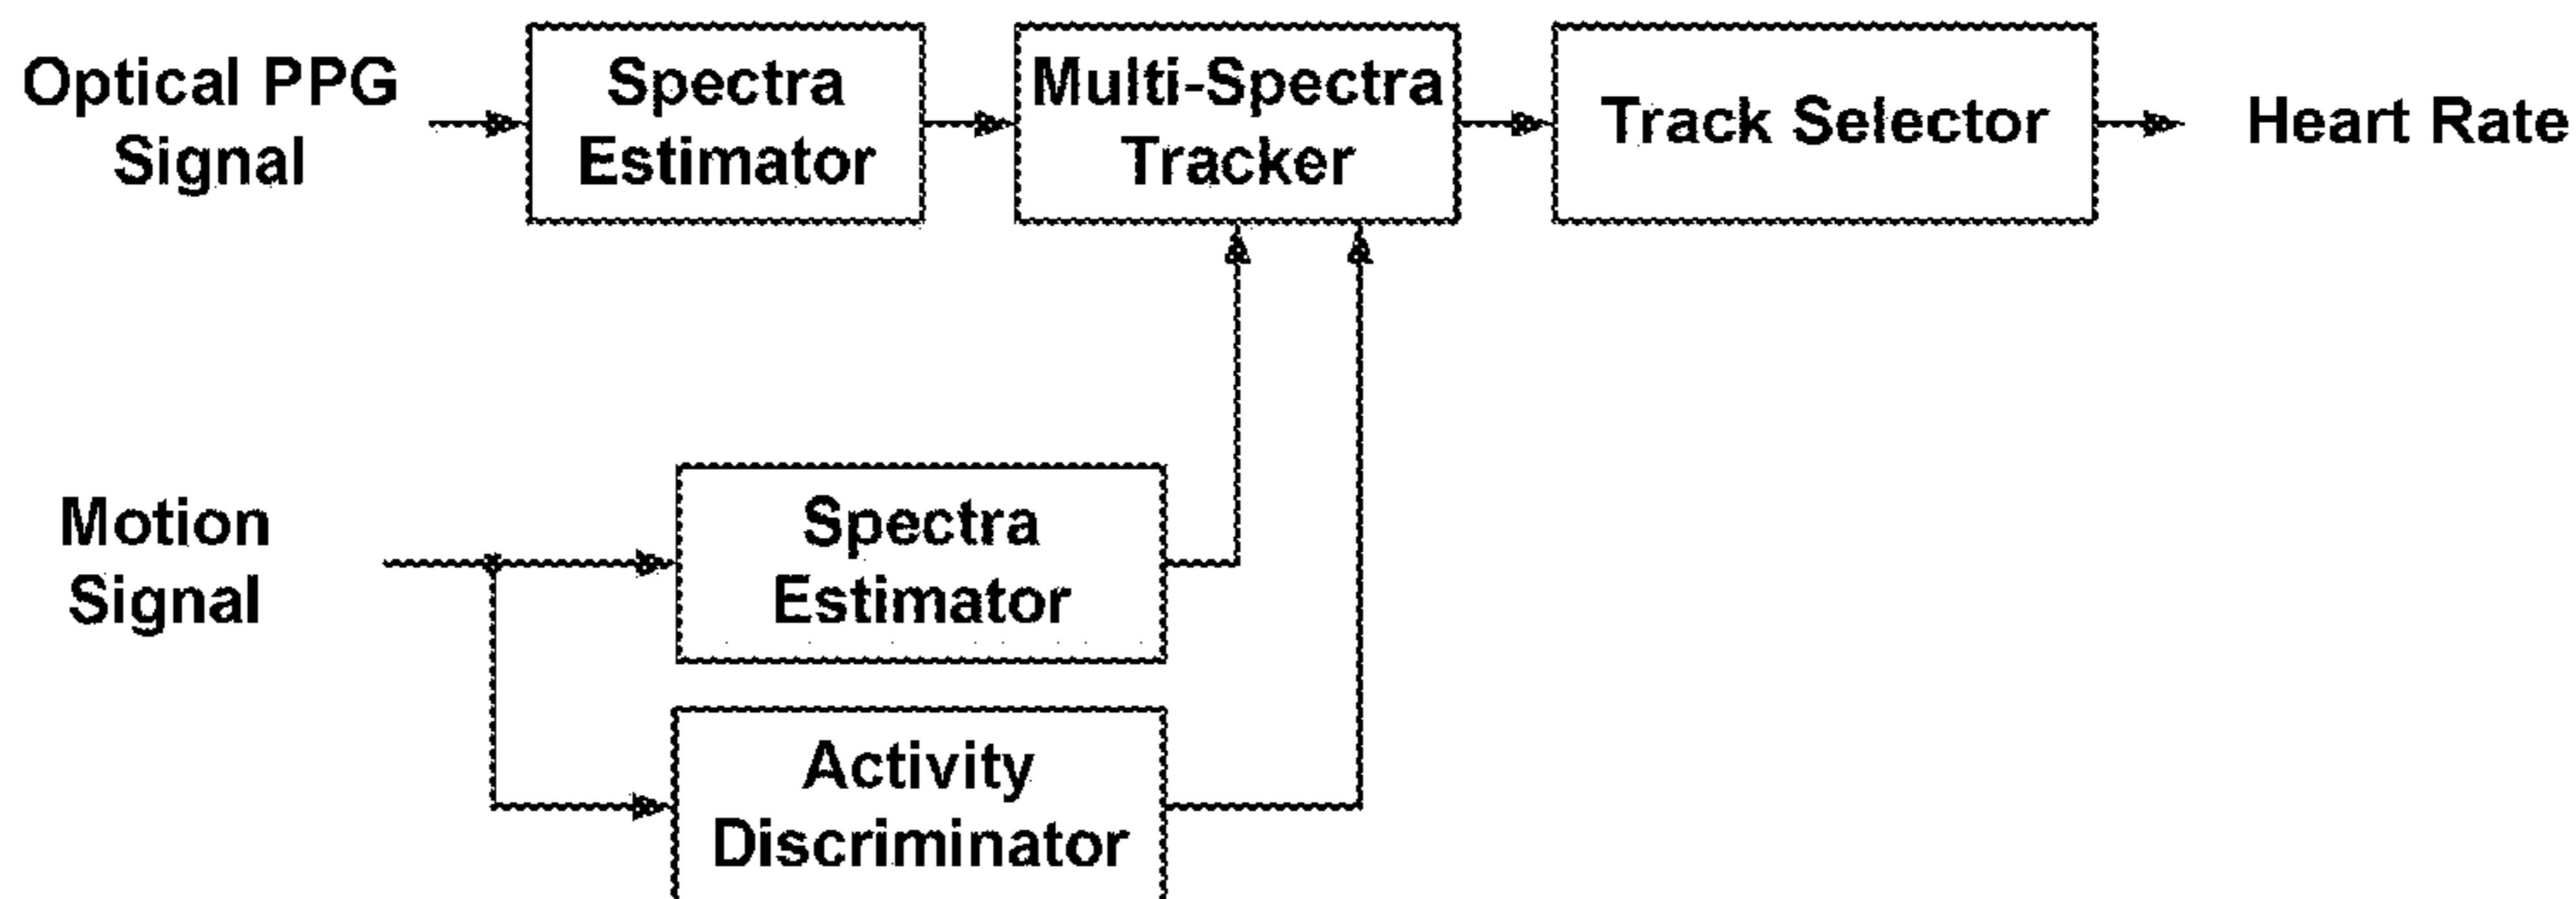 Optical PPG
Signal
Spectra
Estimator
Multi-Spectra
Tracker
Track Selector
Heart Rate
Motion
Signal
Spectra
Estimator
Activity
Discriminator